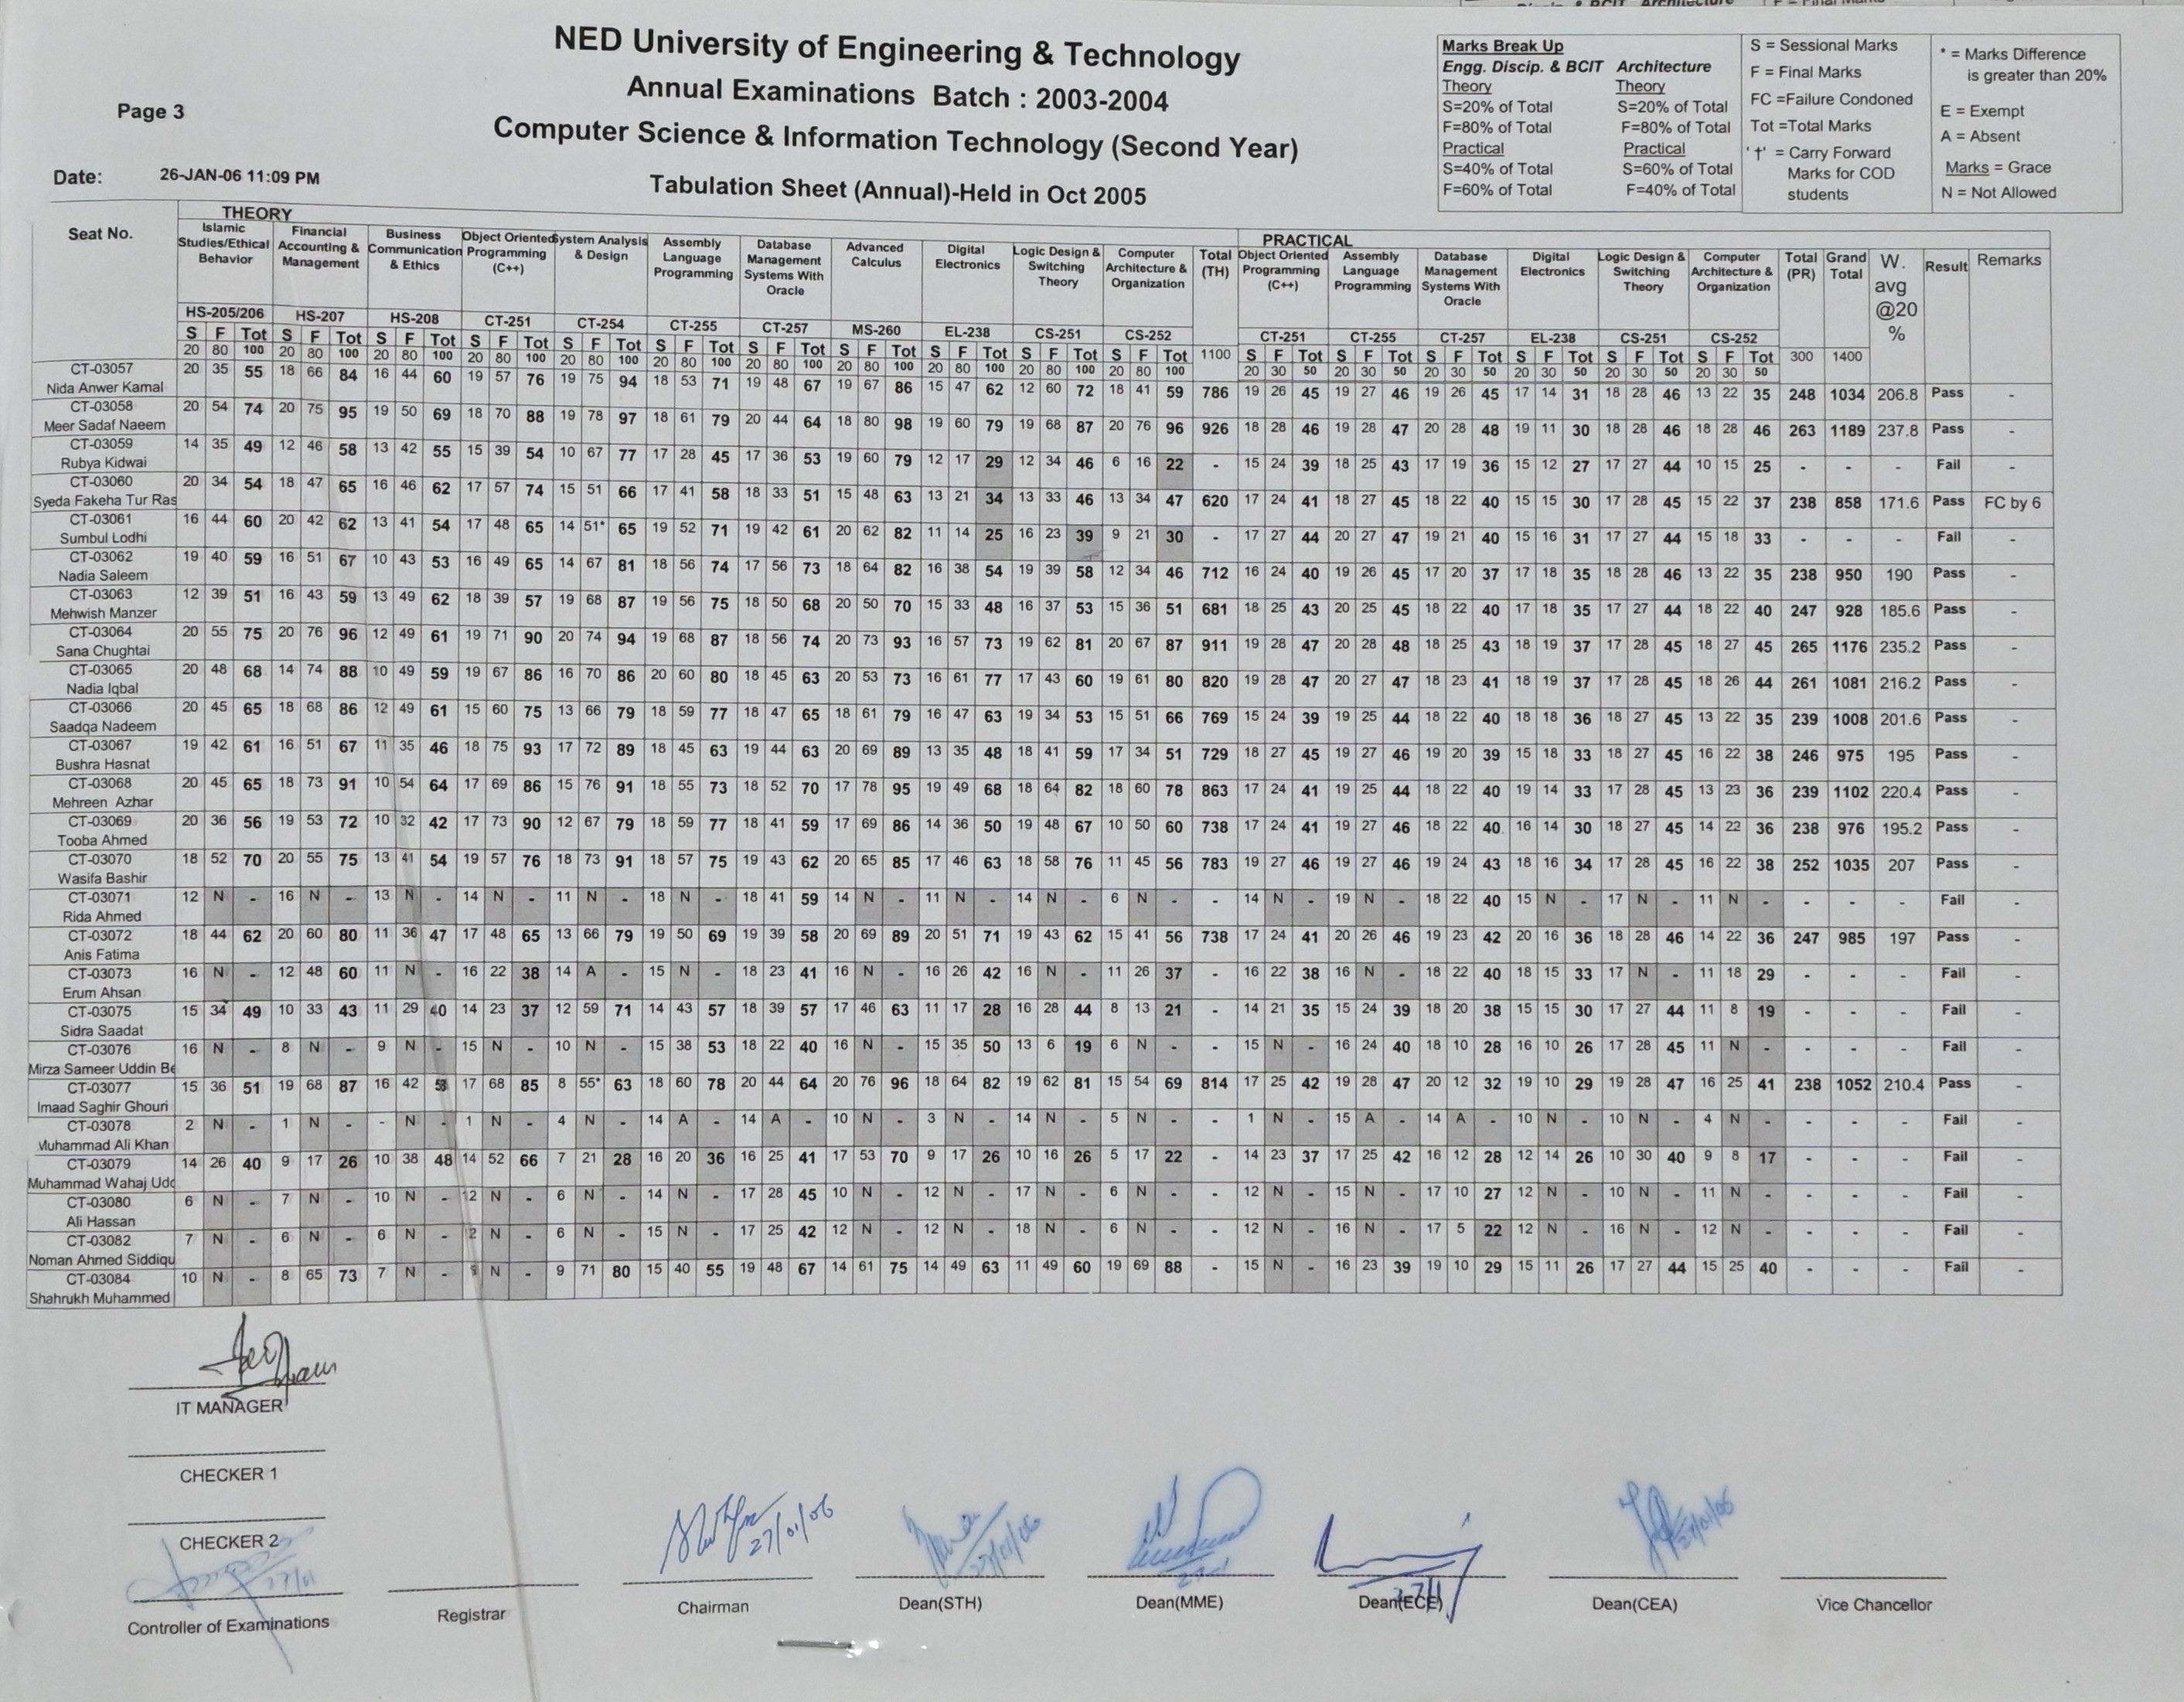 NED University of Engineering & Technology
Annual Examinations Batch : 2003-2004
Computer Science & Information Technology (Second Year)
Tabulation Sheet (Annual)-Held in Oct 2005
Page 3
Date: 26-JAN-06 11:09 PM
Marks Break Up
Engg. Discip. & BCIT Architecture
Theory Theory
S=20% of Total S=20% of Total
F=80% of Total F=80% of Total
Practical Practical
S=40% of Total S=60% of Total
F=60% of Total F=40% of Total
S = Sessional Marks
F = Final Marks
FC =Failure Condoned
Tot =Total Marks
'†' = Carry Forward
Marks for COD
students
* = Marks Difference
is greater than 20%
E = Exempt
A = Absent
Marks = Grace
N = Not Allowed
THEORY PRACTICAL
Seat No. Islamic Studies/Ethical Behavior Financial Accounting & Management Business Communication & Ethics Object Oriented Programming (C++) System Analysis & Design Assembly Language Programming Database Management Systems With Oracle Advanced Calculus Digital Electronics Logic Design & Switching Theory Computer Architecture & Organization Total (TH) Object Oriented Programming (C++) Assembly Language Programming Database Management Systems With Oracle Digital Electronics Logic Design & Switching Theory Computer Architecture & Organization Total (PR) Grand Total W. avg @20 % Result Remarks
HS-205/206 HS-207 HS-208 CT-251 CT-254 CT-255 CT-257 MS-260 EL-238 CS-251 CS-252 CT-251 CT-255 CT-257 EL-238 CS-251 CS-252
S F Tot S F Tot S F Tot S F Tot S F Tot S F Tot S F Tot S F Tot S F Tot S F Tot S F Tot S F Tot S F Tot S F Tot S F Tot S F Tot S F Tot
20 80 100 20 80 100 20 80 100 20 80 100 20 80 100 20 80 100 20 80 100 20 80 100 20 80 100 20 80 100 20 80 100 1100 20 30 50 20 30 50 20 30 50 20 30 50 20 30 50 20 30 50 300 1400
CT-03057 20 35 55 18 66 84 16 44 60 19 57 76 19 75 94 18 53 71 19 48 67 19 67 86 15 47 62 12 60 72 18 41 59 786 19 26 45 19 27 46 19 26 45 17 14 31 18 28 46 13 22 35 248 1034 206.8 Pass -
Nida Anwer Kamal
CT-03058 20 54 74 20 75 95 19 50 69 18 70 88 19 78 97 18 61 79 20 44 64 18 80 98 19 60 79 19 68 87 20 76 96 926 18 28 46 19 28 47 20 28 48 19 11 30 18 28 46 18 28 46 263 1189 237.8 Pass -
Meer Sadaf Naeem
CT-03059 14 35 49 12 46 58 13 42 55 15 39 54 10 67 77 17 28 45 17 36 53 19 60 79 12 17 29 12 34 46 6 16 22 - 15 24 39 18 25 43 17 19 36 15 12 27 17 27 44 10 15 25 - - - Fail -
Rubya Kidwai
CT-03060 20 34 54 18 47 65 16 46 62 17 57 74 15 51 66 17 41 58 18 33 51 15 48 63 13 21 34 13 33 46 13 34 47 620 17 24 41 18 27 45 18 22 40 15 15 30 17 28 45 15 22 37 238 858 171.6 Pass FC by 6
Syeda Fakeha Tur Ras
CT-03061 16 44 60 20 42 62 13 41 54 17 48 65 14 51* 65 19 52 71 19 42 61 20 62 82 11 14 25 16 23 39 9 21 30 - 17 27 44 20 27 47 19 21 40 15 16 31 17 27 44 15 18 33 - - - Fail -
Sumbul Lodhi
CT-03062 19 40 59 16 51 67 10 43 53 16 49 65 14 67 81 18 56 74 17 56 73 18 64 82 16 38 54 19 39 58 12 34 46 712 16 24 40 19 26 45 17 20 37 17 18 35 18 28 46 13 22 35 238 950 190 Pass -
Nadia Saleem
CT-03063 12 39 51 16 43 59 13 49 62 18 39 57 19 68 87 19 56 75 18 50 68 20 50 70 15 33 48 16 37 53 15 36 51 681 18 25 43 20 25 45 18 22 40 17 18 35 17 27 44 18 22 40 247 928 185.6 Pass -
Mehwish Manzer
CT-03064 20 55 75 20 76 96 12 49 61 19 71 90 20 74 94 19 68 87 18 56 74 20 73 93 16 57 73 19 62 81 20 67 87 911 19 28 47 20 28 48 18 25 43 18 19 37 17 28 45 18 27 45 265 1176 235.2 Pass -
Sana Chughtai
CT-03065 20 48 68 14 74 88 10 49 59 19 67 86 16 70 86 20 60 80 18 45 63 20 53 73 16 61 77 17 43 60 19 61 80 820 19 28 47 20 27 47 18 23 41 18 19 37 17 28 45 18 26 44 261 1081 216.2 Pass -
Nadia Iqbal
CT-03066 20 45 65 18 68 86 12 49 61 15 60 75 13 66 79 18 59 77 18 47 65 18 61 79 16 47 63 19 34 53 15 51 66 769 15 24 39 19 25 44 18 22 40 18 18 36 18 27 45 13 22 35 239 1008 201.6 Pass -
Saadqa Nadeem
CT-03067 19 42 61 16 51 67 11 35 46 18 75 93 17 72 89 18 45 63 19 44 63 20 69 89 13 35 48 18 41 59 17 34 51 729 18 27 45 19 27 46 19 20 39 15 18 33 18 27 45 16 22 38 246 975 195 Pass -
Bushra Hasnat
CT-03068 20 45 65 18 73 91 10 54 64 17 69 86 15 76 91 18 55 73 18 52 70 17 78 95 19 49 68 18 64 82 18 60 78 863 17 24 41 19 25 44 18 22 40 19 14 33 17 28 45 13 23 36 239 1102 220.4 Pass -
Mehreen Azhar
CT-03069 20 36 56 19 53 72 10 32 42 17 73 90 12 67 79 18 59 77 18 41 59 17 69 86 14 36 50 19 48 67 10 50 60 738 17 24 41 19 27 46 18 22 40 16 14 30 18 27 45 14 22 36 238 976 195.2 Pass -
Tooba Ahmed
CT-03070 18 52 70 20 55 75 13 41 54 19 57 76 18 73 91 18 57 75 19 43 62 20 65 85 17 46 63 18 58 76 11 45 56 783 19 27 46 19 27 46 19 24 43 18 16 34 17 28 45 16 22 38 252 1035 207 Pass -
Wasifa Bashir
CT-03071 12 N - 16 N - 13 N - 14 N - 11 N - 18 N - 18 41 59 14 N - 11 N - 14 N - 6 N - - 14 N - 19 N - 18 22 40 15 N - 17 N - 11 N - - - - Fail -
Rida Ahmed
CT-03072 18 44 62 20 60 80 11 36 47 17 48 65 13 66 79 19 50 69 19 39 58 20 69 89 20 51 71 19 43 62 15 41 56 738 17 24 41 20 26 46 19 23 42 20 16 36 18 28 46 14 22 36 247 985 197 Pass -
Anis Fatima
CT-03073 16 N - 12 48 60 11 N - 16 22 38 14 A - 15 N - 18 23 41 16 N - 16 26 42 16 N - 11 26 37 - 16 22 38 16 N - 18 22 40 18 15 33 17 N - 11 18 29 - - - Fail -
Erum Ahsan
CT-03075 15 34 49 10 33 43 11 29 40 14 23 37 12 59 71 14 43 57 18 39 57 17 46 63 11 17 28 16 28 44 8 13 21 - 14 21 35 15 24 39 18 20 38 15 15 30 17 27 44 11 8 19 - - - Fail -
Sidra Saadat
CT-03076 16 N - 8 N - 9 N - 15 N - 10 N - 15 38 53 18 22 40 16 N - 15 35 50 13 6 19 6 N - - 15 N - 16 24 40 18 10 28 16 10 26 17 28 45 11 N - - - - Fail -
Mirza Sameer Uddin Be
CT-03077 15 36 51 19 68 87 16 42 58 17 68 85 8 55* 63 18 60 78 20 44 64 20 76 96 18 64 82 19 62 81 15 54 69 814 17 25 42 19 28 47 20 12 32 19 10 29 19 28 47 16 25 41 238 1052 210.4 Pass -
Imaad Saghir Ghouri
CT-03078 2 N - 1 N - - N - 1 N - 4 N - 14 A - 14 A - 10 N - 3 N - 14 N - 5 N - - 1 N - 15 A - 14 A - 10 N - 10 N - 4 N - - - - Fail -
Muhammad Ali Khan
CT-03079 14 26 40 9 17 26 10 38 48 14 52 66 7 21 28 16 20 36 16 25 41 17 53 70 9 17 26 10 16 26 5 17 22 - 14 23 37 17 25 42 16 12 28 12 14 26 10 30 40 9 8 17 - - - Fail -
Muhammad Wahaj Udd
CT-03080 6 N - 7 N - 10 N - 12 N - 6 N - 14 N - 17 28 45 10 N - 12 N - 17 N - 6 N - - 12 N - 15 N - 17 10 27 12 N - 10 N - 11 N - - - - Fail -
Ali Hassan
CT-03082 7 N - 6 N - 6 N - 2 N - 6 N - 15 N - 17 25 42 12 N - 12 N - 18 N - 6 N - - 12 N - 16 N - 17 5 22 12 N - 16 N - 12 N - - - - Fail -
Noman Ahmed Siddiqu
CT-03084 10 N - 8 65 73 7 N - N - 9 71 80 15 40 55 19 48 67 14 61 75 14 49 63 11 49 60 19 69 88 - 15 N - 16 23 39 19 10 29 15 11 26 17 27 44 15 25 40 - - - Fail -
Shahrukh Muhammed
IT MANAGER
CHECKER 1
CHECKER 2
27/01/06 27/01/06 27/01/06
Controller of Examinations Registrar Chairman Dean(STH) Dean(MME) Dean(ECE) Dean(CEA) Vice Chancellor